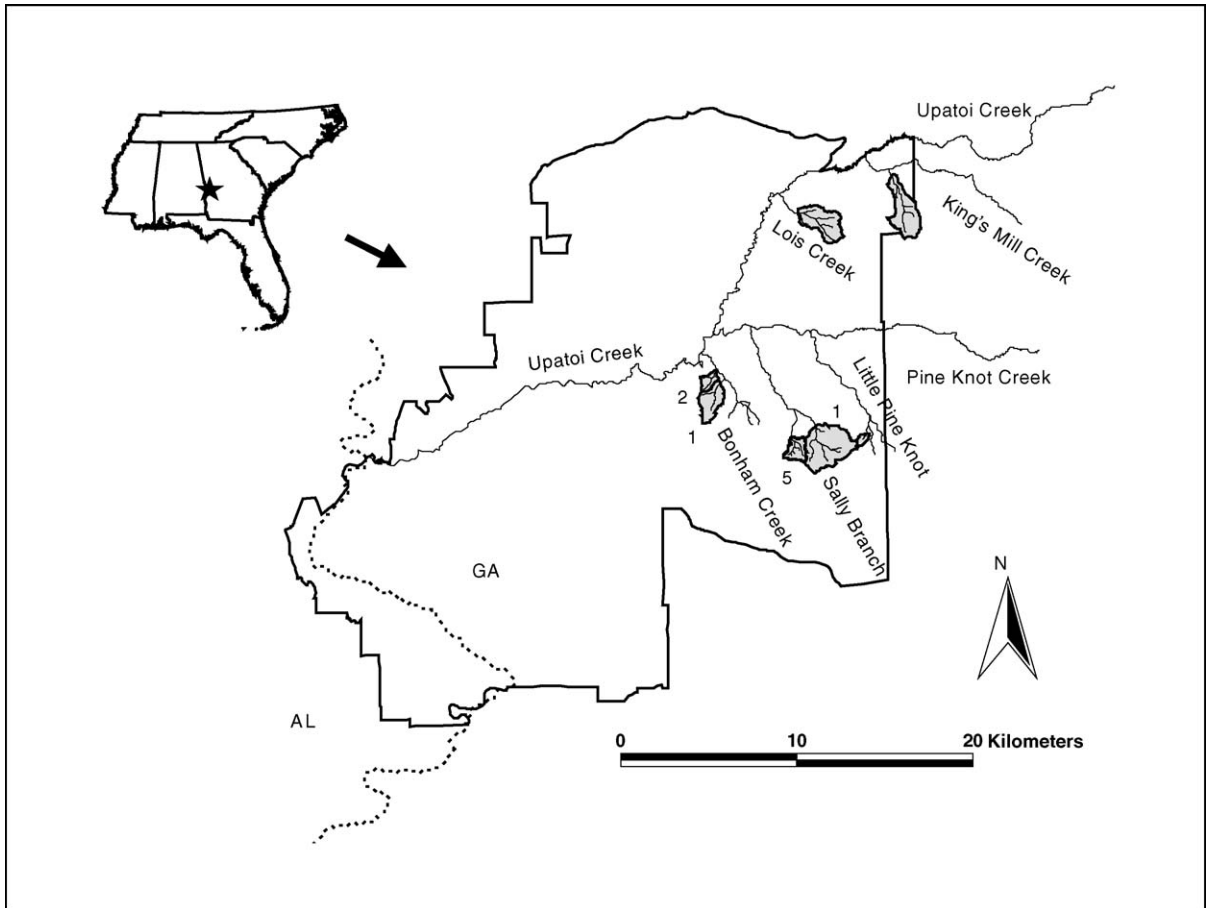 Upatoi Creek
King's Mill Creek
Lois Creek
Upatoi Creek
Pine Knot Creek
Little Pine Knot
2
1
1
5
Bonham Creek
Sally Branch
GA
N
AL
0 10 20 Kilometers